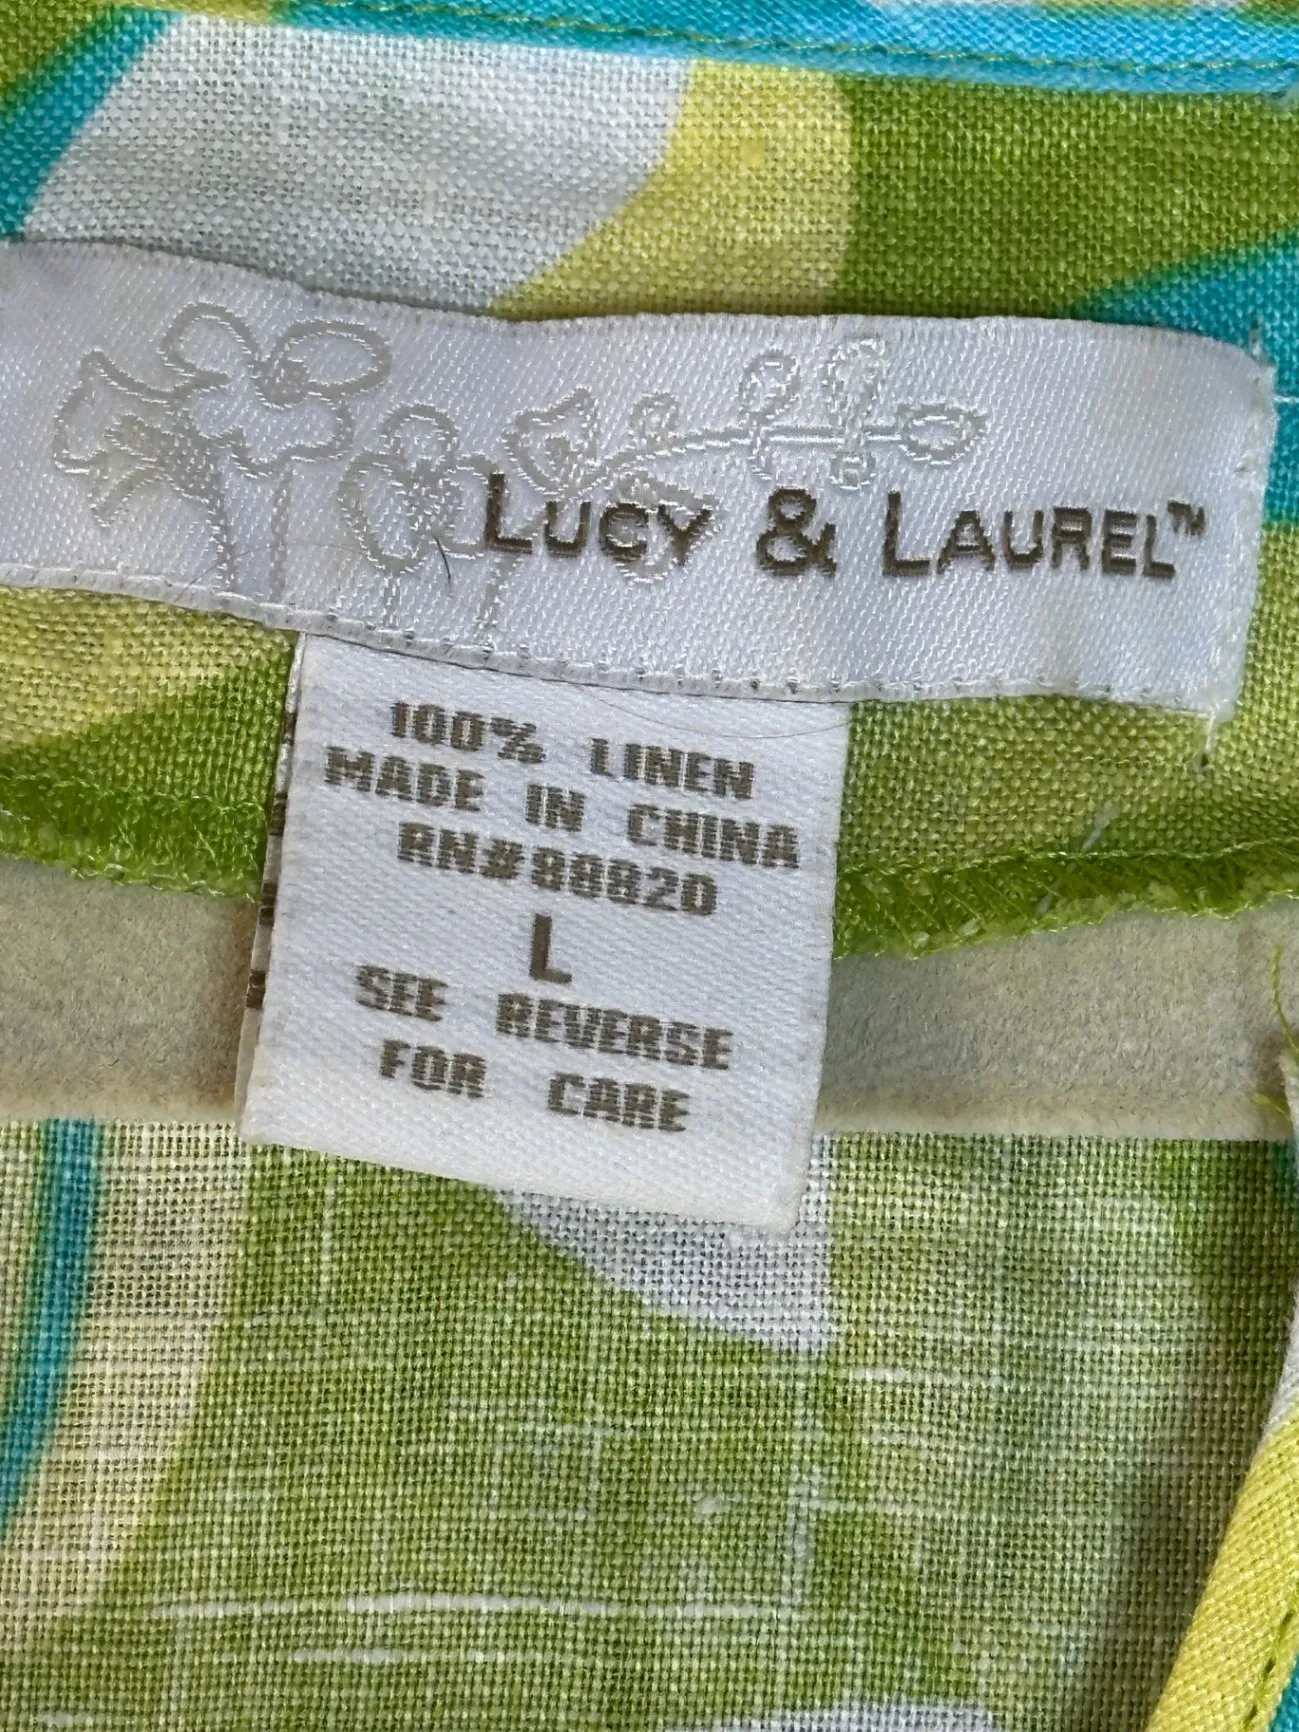 LUCY & LAUREL™
100% LINEN
MADE IN CHINA
RN#88820
L
SEE REVERSE
FOR CARE